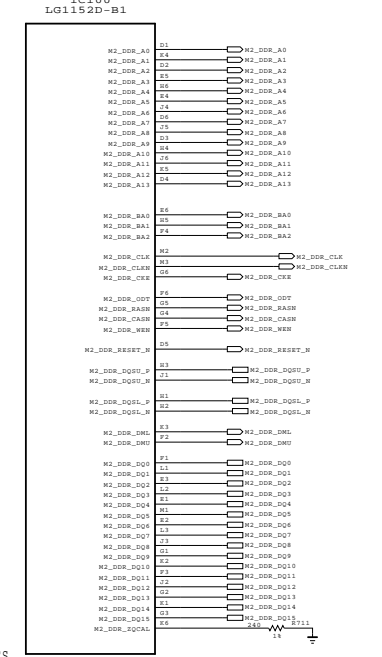 IC100
LG1152D-B1
M2_DDR_A0 D1 M2_DDR_A0
M2_DDR_A1 K4 M2_DDR_A1
M2_DDR_A2 D2 M2_DDR_A2
M2_DDR_A3 E5 M2_DDR_A3
M2_DDR_A4 H6 M2_DDR_A4
M2_DDR_A5 E4 M2_DDR_A5
M2_DDR_A6 J4 M2_DDR_A6
M2_DDR_A7 D6 M2_DDR_A7
M2_DDR_A8 J5 M2_DDR_A8
M2_DDR_A9 D3 M2_DDR_A9
M2_DDR_A10 H4 M2_DDR_A10
M2_DDR_A11 J6 M2_DDR_A11
M2_DDR_A12 K5 M2_DDR_A12
M2_DDR_A13 D4 M2_DDR_A13
M2_DDR_BA0 E6 M2_DDR_BA0
M2_DDR_BA1 H5 M2_DDR_BA1
M2_DDR_BA2 F4 M2_DDR_BA2
M2_DDR_CLK M2 M2_DDR_CLK
M2_DDR_CLKN M3 M2_DDR_CLKN
M2_DDR_CKE G6 M2_DDR_CKE
M2_DDR_ODT F6 M2_DDR_ODT
M2_DDR_RASN G5 M2_DDR_RASN
M2_DDR_CASN G4 M2_DDR_CASN
M2_DDR_WEN F5 M2_DDR_WEN
M2_DDR_RESET_N D5 M2_DDR_RESET_N
M2_DDR_DQSU_P H3 M2_DDR_DQSU_P
M2_DDR_DQSU_N J1 M2_DDR_DQSU_N
M2_DDR_DQSL_P H1 M2_DDR_DQSL_P
M2_DDR_DQSL_N H2 M2_DDR_DQSL_N
M2_DDR_DML K3 M2_DDR_DML
M2_DDR_DMU F2 M2_DDR_DMU
M2_DDR_DQ0 F1 M2_DDR_DQ0
M2_DDR_DQ1 L1 M2_DDR_DQ1
M2_DDR_DQ2 E3 M2_DDR_DQ2
M2_DDR_DQ3 L2 M2_DDR_DQ3
M2_DDR_DQ4 E1 M2_DDR_DQ4
M2_DDR_DQ5 M1 M2_DDR_DQ5
M2_DDR_DQ6 E2 M2_DDR_DQ6
M2_DDR_DQ7 L3 M2_DDR_DQ7
M2_DDR_DQ8 J3 M2_DDR_DQ8
M2_DDR_DQ9 G1 M2_DDR_DQ9
M2_DDR_DQ10 K2 M2_DDR_DQ10
M2_DDR_DQ11 F3 M2_DDR_DQ11
M2_DDR_DQ12 J2 M2_DDR_DQ12
M2_DDR_DQ13 G2 M2_DDR_DQ13
M2_DDR_DQ14 K1 M2_DDR_DQ14
M2_DDR_DQ15 G3 M2_DDR_DQ15
M2_DDR_ZQCAL K6 240 R711
1%